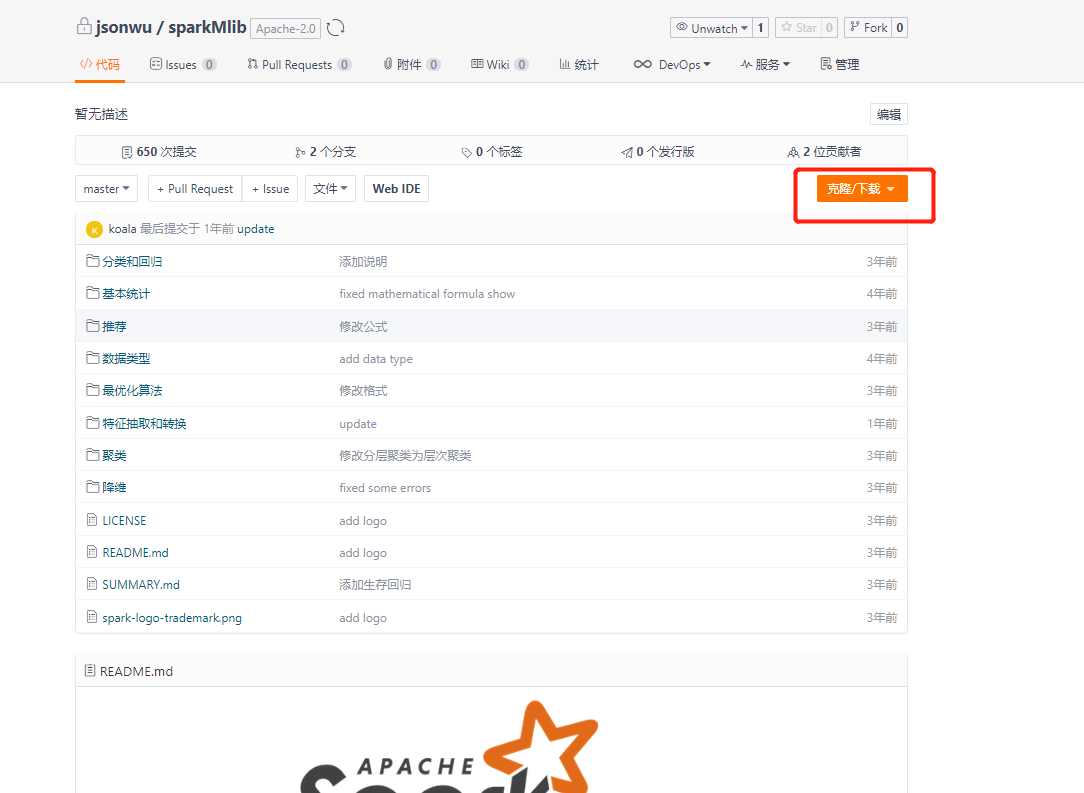 jsonwu / sparkMlib Apache-2.0 Unwatch 1 Star 0 Fork 0
代码 Issues 0 Pull Requests 0 附件 0 Wiki 0 统计 DevOps 服务 管理
暂无描述 编辑
650 次提交 2 个分支 0 个标签 0 个发行版 2 位贡献者
master + Pull Request + Issue 文件 Web IDE 克隆/下载
K koala 最后提交于 1年前 update
分类和回归 添加说明 3年前
基本统计 fixed mathematical formula show 4年前
推荐 修改公式 3年前
数据类型 add data type 4年前
最优化算法 修改格式 3年前
特征抽取和转换 update 1年前
聚类 修改分层聚类为层次聚类 3年前
降维 fixed some errors 3年前
LICENSE add logo 3年前
README.md add logo 3年前
SUMMARY.md 添加生存回归 3年前
spark-logo-trademark.png add logo 3年前
README.md
APACHE
Spark